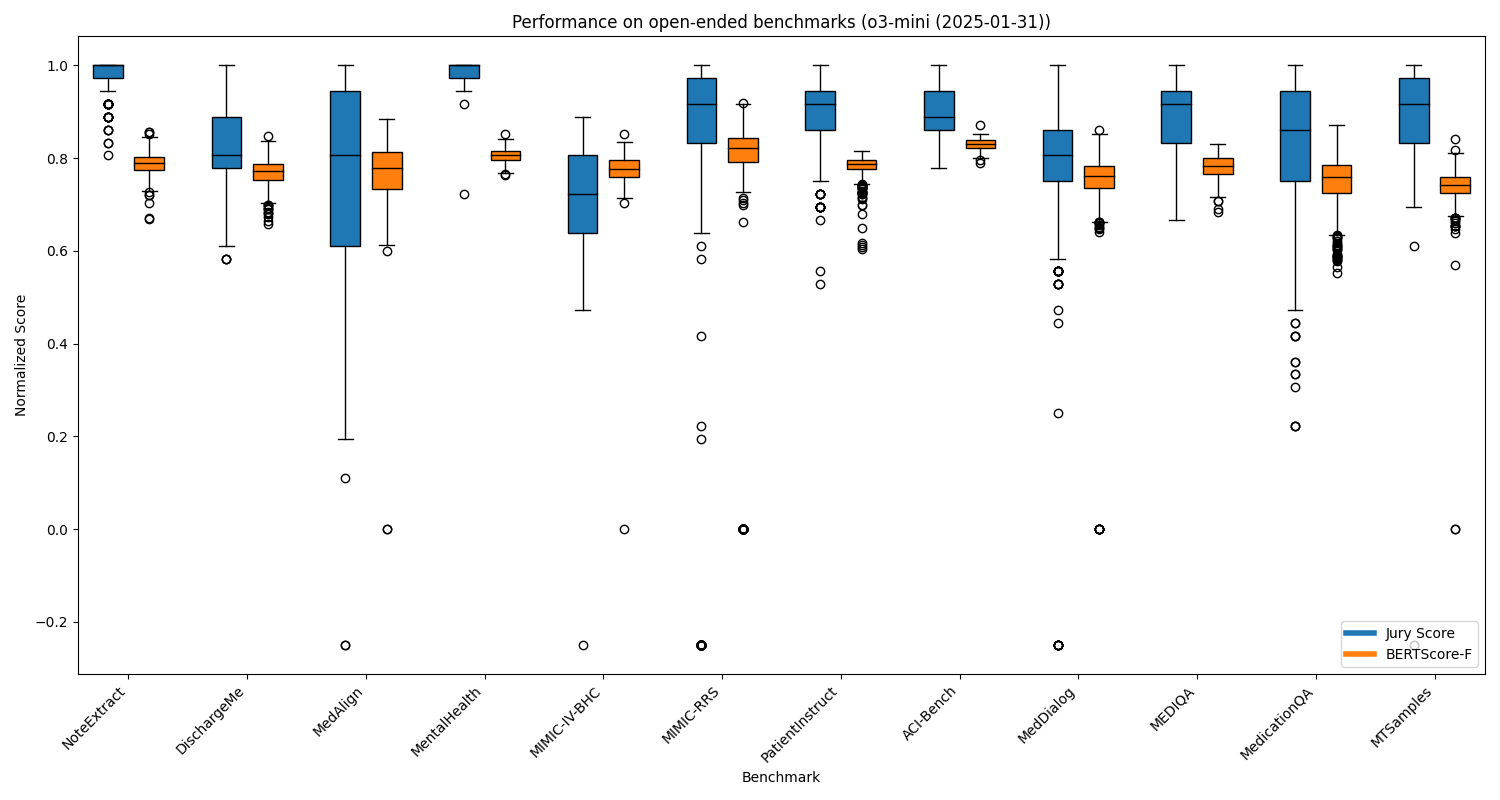 Performance on open-ended benchmarks (o3-mini (2025-01-31))
Normalized Score
1.0
0.8
0.6
0.4
0.2
0.0
−0.2
Jury Score
BERTScore-F
NoteExtract
DischargeMe
MedAlign
MentalHealth
MIMIC-IV-BHC
MIMIC-RRS
PatientInstruct
ACI-Bench
MedDialog
MEDIQA
MedicationQA
MTSamples
Benchmark